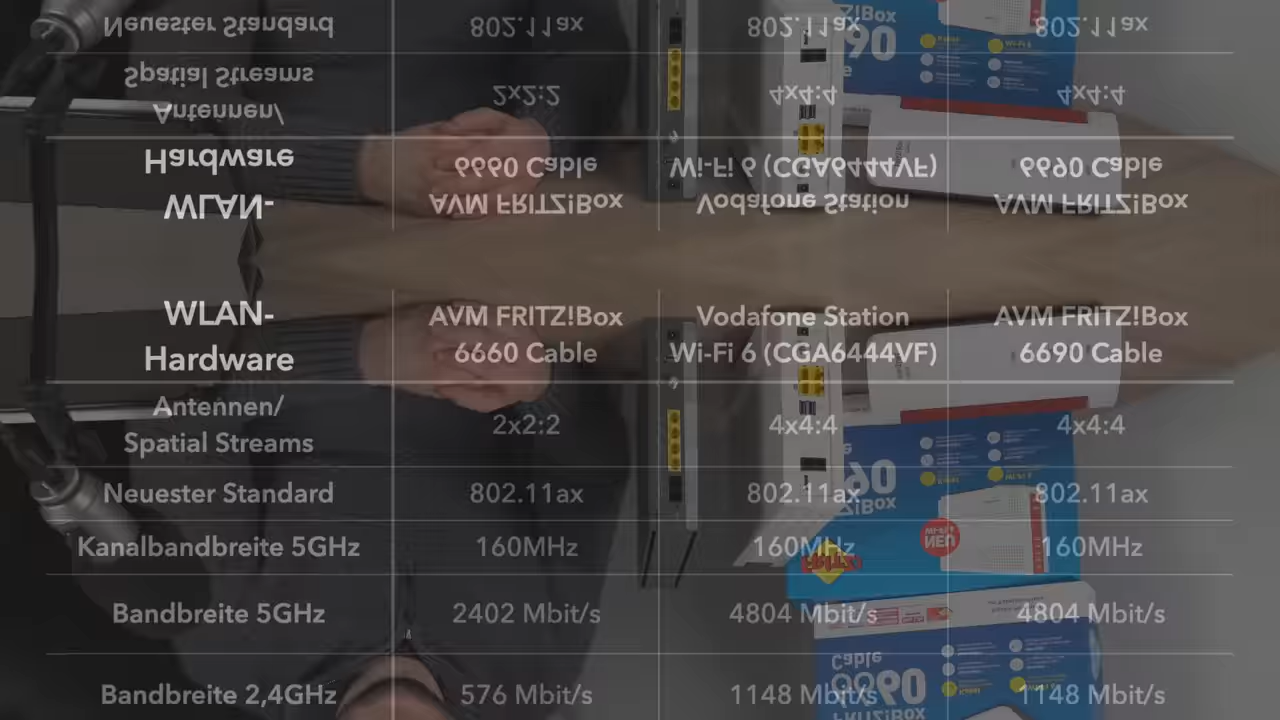 Neuester Standard 802.11ax 802.11ax 802.11ax
Spatial Streams
Antennen/ 2x2:2 4x4:4 4x4:4
Hardware 6660 Cable Wi-Fi 6 (CGA6444VF) 6690 Cable
WLAN- AVM FRITZ!Box Vodafone Station AVM FRITZ!Box
WLAN- AVM FRITZ!Box Vodafone Station AVM FRITZ!Box
Hardware 6660 Cable Wi-Fi 6 (CGA6444VF) 6690 Cable
Antennen/
Spatial Streams 2x2:2 4x4:4 4x4:4
Neuester Standard 802.11ax 802.11ax 802.11ax
Kanalbandbreite 5GHz 160MHz 160MHz 160MHz
Bandbreite 5GHz 2402 Mbit/s 4804 Mbit/s 4804 Mbit/s
Bandbreite 2,4GHz 576 Mbit/s 1148 Mbit/s 1148 Mbit/s
NEU
FRITZ!
Cable